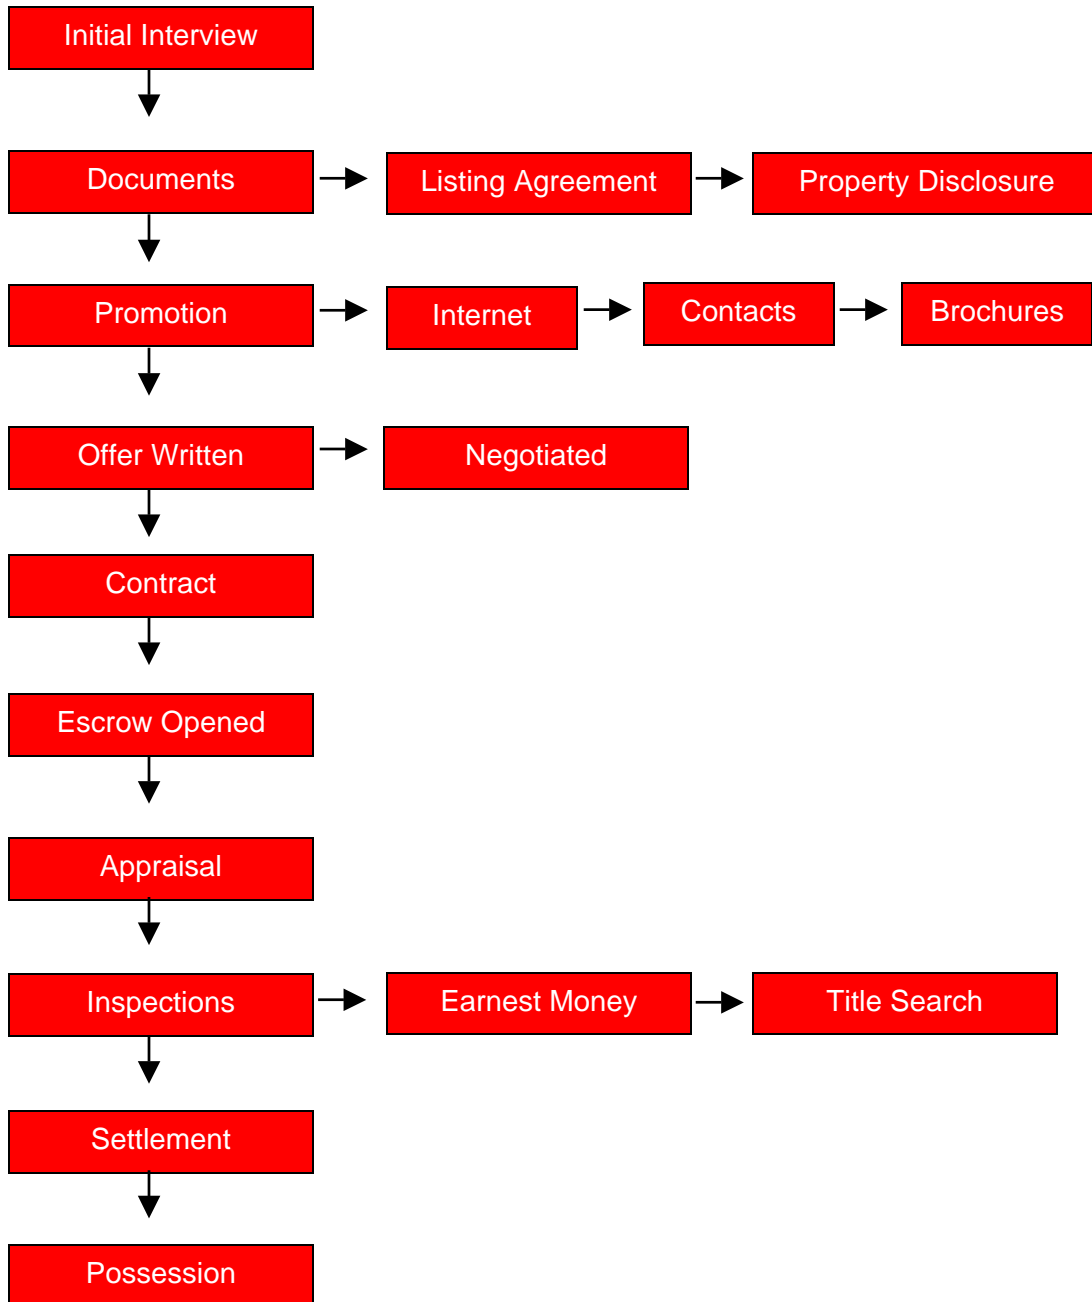 Initial Interview
Documents
Listing Agreement
Property Disclosure
Promotion
Internet
Contacts
Brochures
Offer Written
Negotiated
Contract
Escrow Opened
Appraisal
Inspections
Earnest Money
Title Search
Settlement
Possession